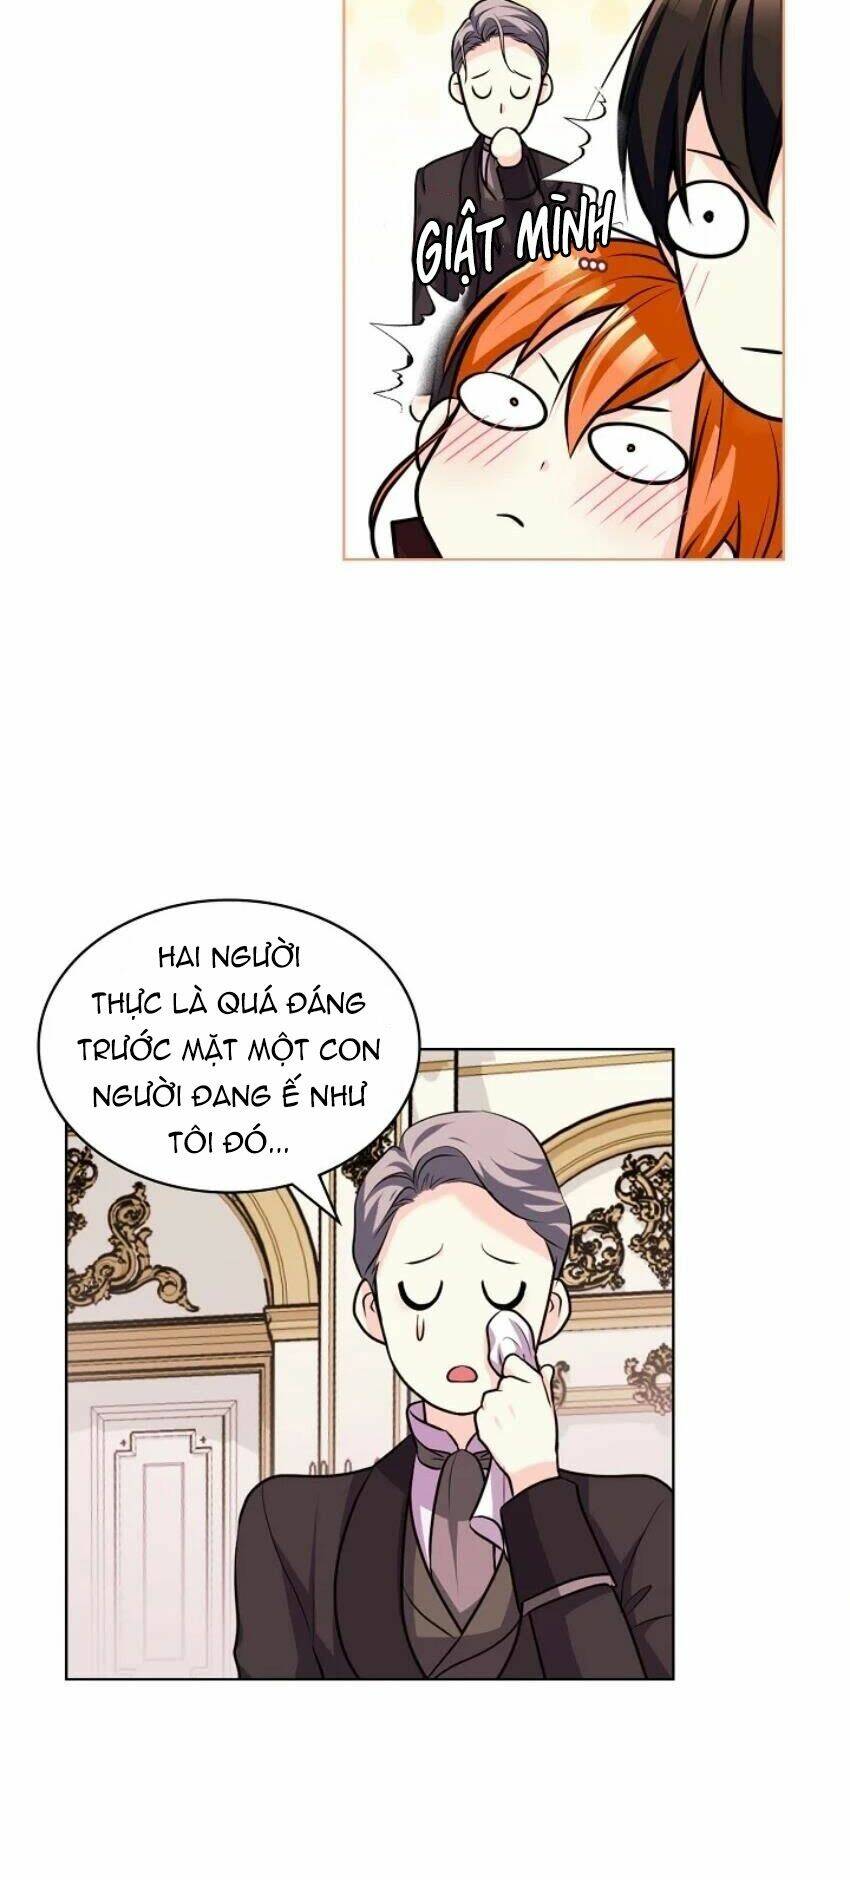 GIẬT MÌNH
HAI NGƯỜI
THỰC LÀ QUÁ ĐÁNG
TRƯỚC MẶT MỘT CON
NGƯỜI ĐANG Ế NHƯ
TÔI ĐÓ...